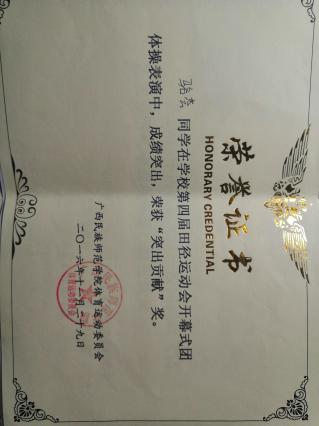 荣誉证书
HONORARY CREDENTIAL
同学在学校第四届田径运动会开幕式团
体操表演中，成绩突出，荣获“突出贡献”奖。
广西民族师范学院体育运动委员会
二〇一六年十一月二十九日